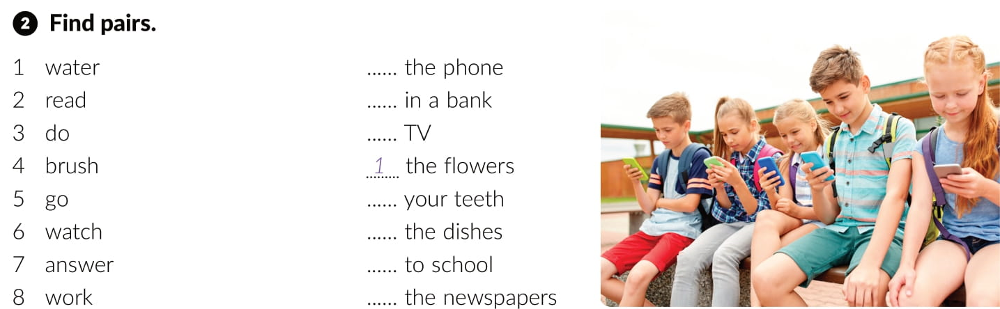 2 Find pairs.
1 water ...... the phone
2 read ...... in a bank
3 do ...... TV
4 brush ...1... the flowers
5 go ...... your teeth
6 watch ...... the dishes
7 answer ...... to school
8 work ...... the newspapers